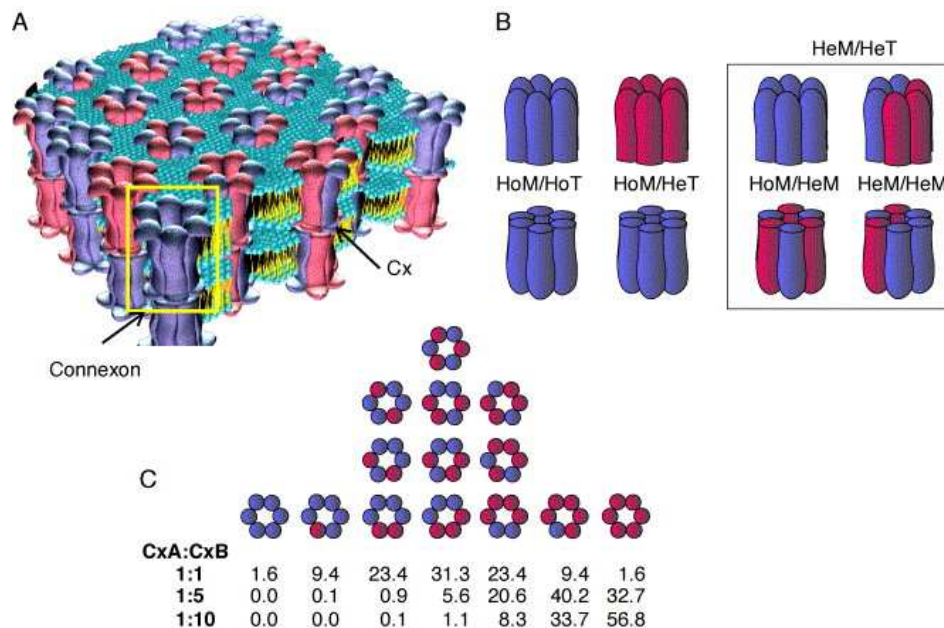 A
Cx
Connexon
B
HeM/HeT
HoM/HoT HoM/HeT HoM/HeM HeM/HeM
C
CxA:CxB
1:1 1.6 9.4 23.4 31.3 23.4 9.4 1.6
1:5 0.0 0.1 0.9 5.6 20.6 40.2 32.7
1:10 0.0 0.0 0.1 1.1 8.3 33.7 56.8